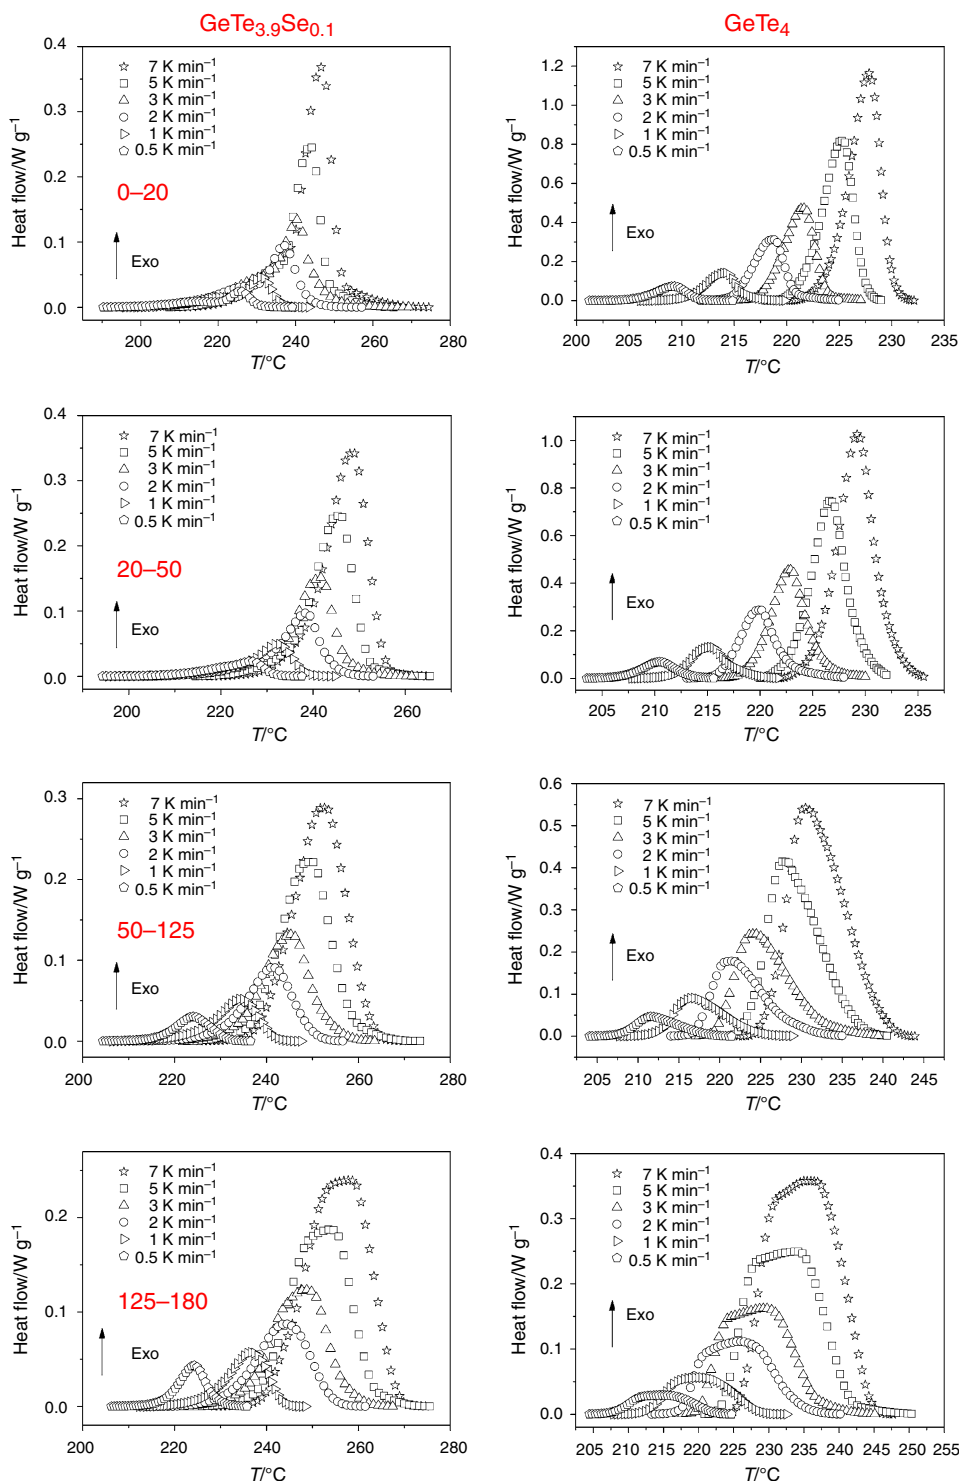 GeTe3.9Se0.1
0.4
0.3
0.2
0.1
0.0
Heat flow/W g–1
7 K min–1
5 K min–1
3 K min–1
2 K min–1
1 K min–1
0.5 K min–1
0–20
Exo
200 220 240 260 280
T/°C
GeTe4
1.2
1.0
0.8
0.6
0.4
0.2
0.0
Heat flow/W g–1
7 K min–1
5 K min–1
3 K min–1
2 K min–1
1 K min–1
0.5 K min–1
Exo
200 205 210 215 220 225 230 235
T/°C
0.4
0.3
0.2
0.1
0.0
Heat flow/W g–1
7 K min–1
5 K min–1
3 K min–1
2 K min–1
1 K min–1
0.5 K min–1
20–50
Exo
200 220 240 260
T/°C
1.0
0.8
0.6
0.4
0.2
0.0
Heat flow/W g–1
7 K min–1
5 K min–1
3 K min–1
2 K min–1
1 K min–1
0.5 K min–1
Exo
205 210 215 220 225 230 235
T/°C
0.3
0.2
0.1
0.0
Heat flow/W g–1
7 K min–1
5 K min–1
3 K min–1
2 K min–1
1 K min–1
0.5 K min–1
50–125
Exo
200 220 240 260 280
T/°C
0.6
0.5
0.4
0.3
0.2
0.1
0.0
Heat flow/W g–1
7 K min–1
5 K min–1
3 K min–1
2 K min–1
1 K min–1
0.5 K min–1
Exo
205 210 215 220 225 230 235 240 245
T/°C
0.2
0.1
0.0
Heat flow/W g–1
7 K min–1
5 K min–1
3 K min–1
2 K min–1
1 K min–1
0.5 K min–1
125–180
Exo
200 220 240 260 280
T/°C
0.4
0.3
0.2
0.1
0.0
Heat flow/W g–1
7 K min–1
5 K min–1
3 K min–1
2 K min–1
1 K min–1
0.5 K min–1
Exo
205 210 215 220 225 230 235 240 245 250 255
T/°C